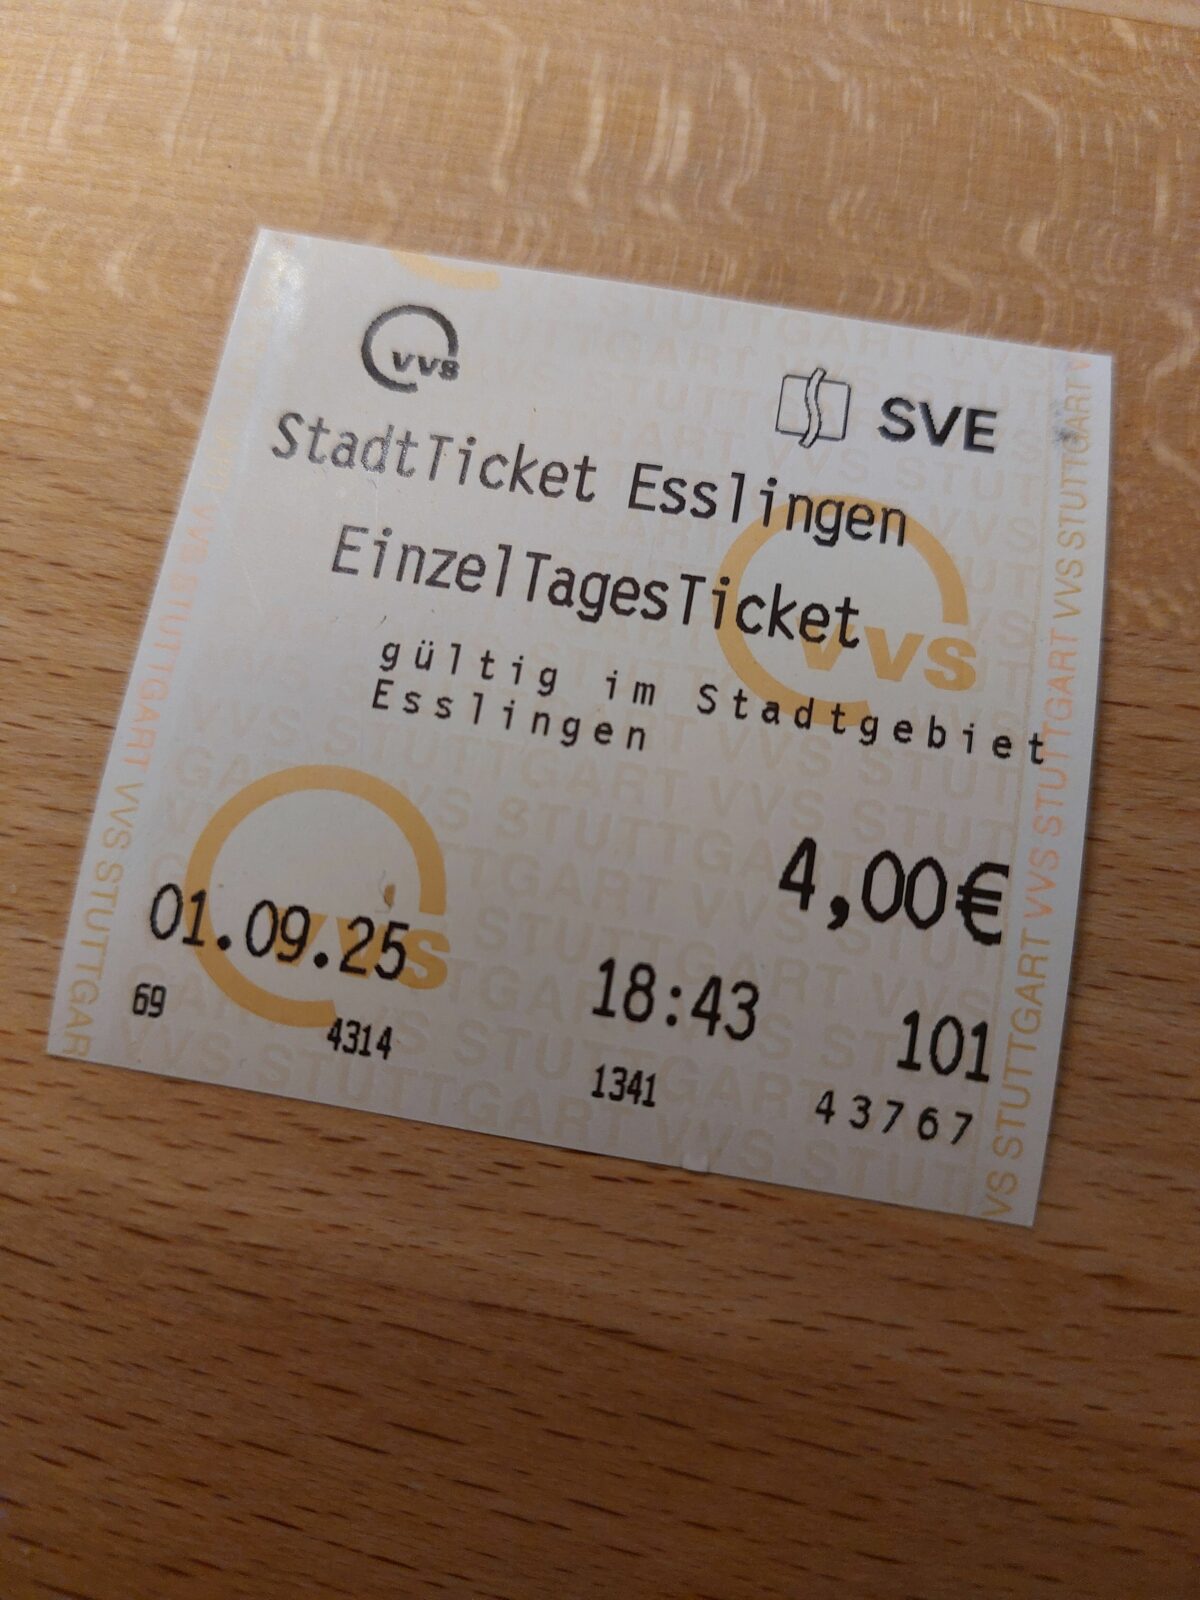 VVS
SVE
StadtTicket Esslingen
EinzelTagesTicket
gültig im Stadtgebiet
Esslingen
4,00€
01.09.25 18:43 101
69 4314 1341 43767